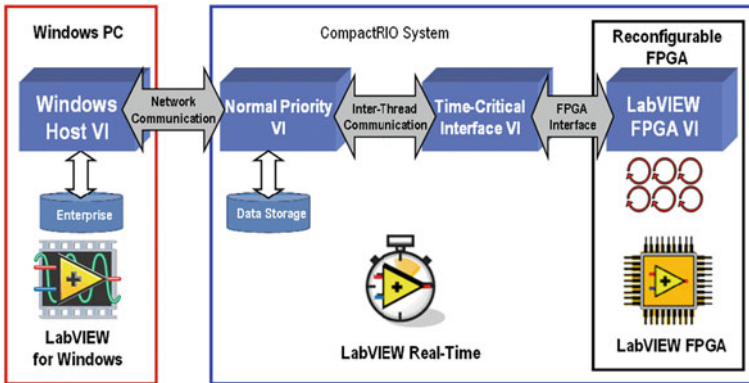 Windows PC
CompactRIO System
Reconfigurable
FPGA
Windows
Host VI
Network
Communication
Normal Priority
VI
Inter-Thread
Communication
Time-Critical
Interface VI
FPGA
Interface
LabVIEW
FPGA VI
Enterprise
Data Storage
LabVIEW
for Windows
LabVIEW Real-Time
LabVIEW FPGA